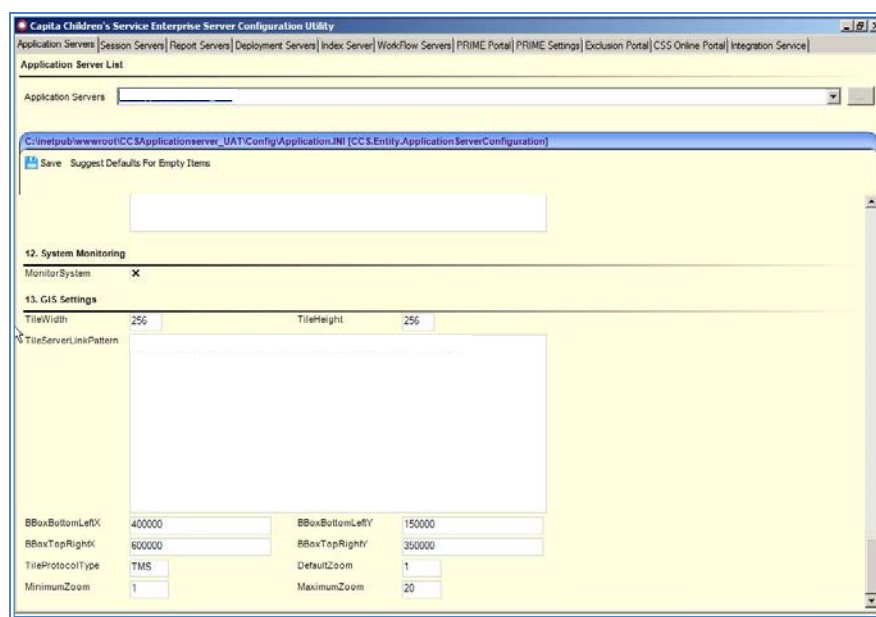 Capita Children's Service Enterprise Server Configuration Utility
Application Servers Session Servers Report Servers Deployment Servers Index Server WorkFlow Servers PRIME Portal PRIME Settings Exclusion Portal CSS Online Portal Integration Service
Application Server List
Application Servers
C:\inetpub\wwwroot\CCSApplicationserver_UAT\Config\Application.INI [CCS.Entity.ApplicationServerConfiguration]
Save Suggest Defaults For Empty Items
12. System Monitoring
MonitorSystem
13. GIS Settings
TileWidth 256 TileHeight 256
TileServerLinkPattern
BBoxBottomLeftX 400000 BBoxBottomLeftY 150000
BBoxTopRightX 600000 BBoxTopRightY 350000
TileProtocolType TMS DefaultZoom 1
MinimumZoom 1 MaximumZoom 20